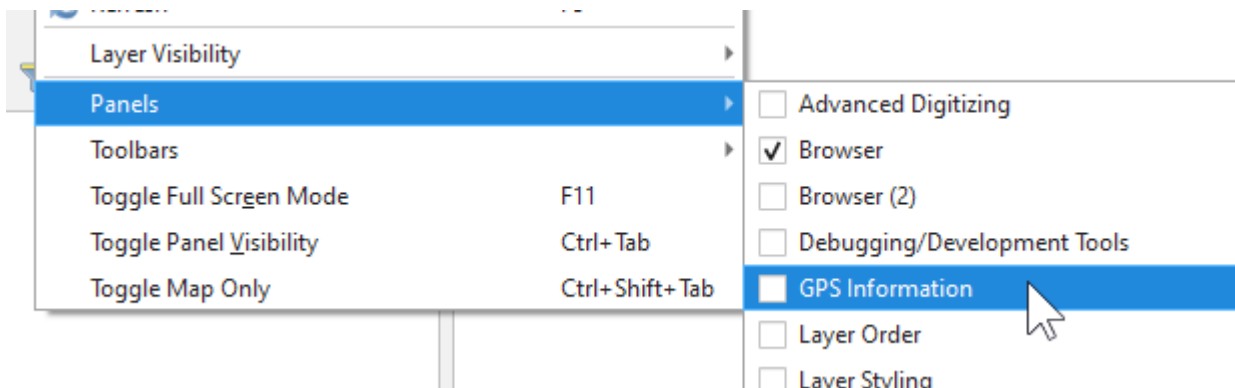 Layer Visibility
Panels
Toolbars
Toggle Full Screen Mode F11
Toggle Panel Visibility Ctrl+Tab
Toggle Map Only Ctrl+Shift+Tab
Advanced Digitizing
Browser
Browser (2)
Debugging/Development Tools
GPS Information
Layer Order
Layer Styling